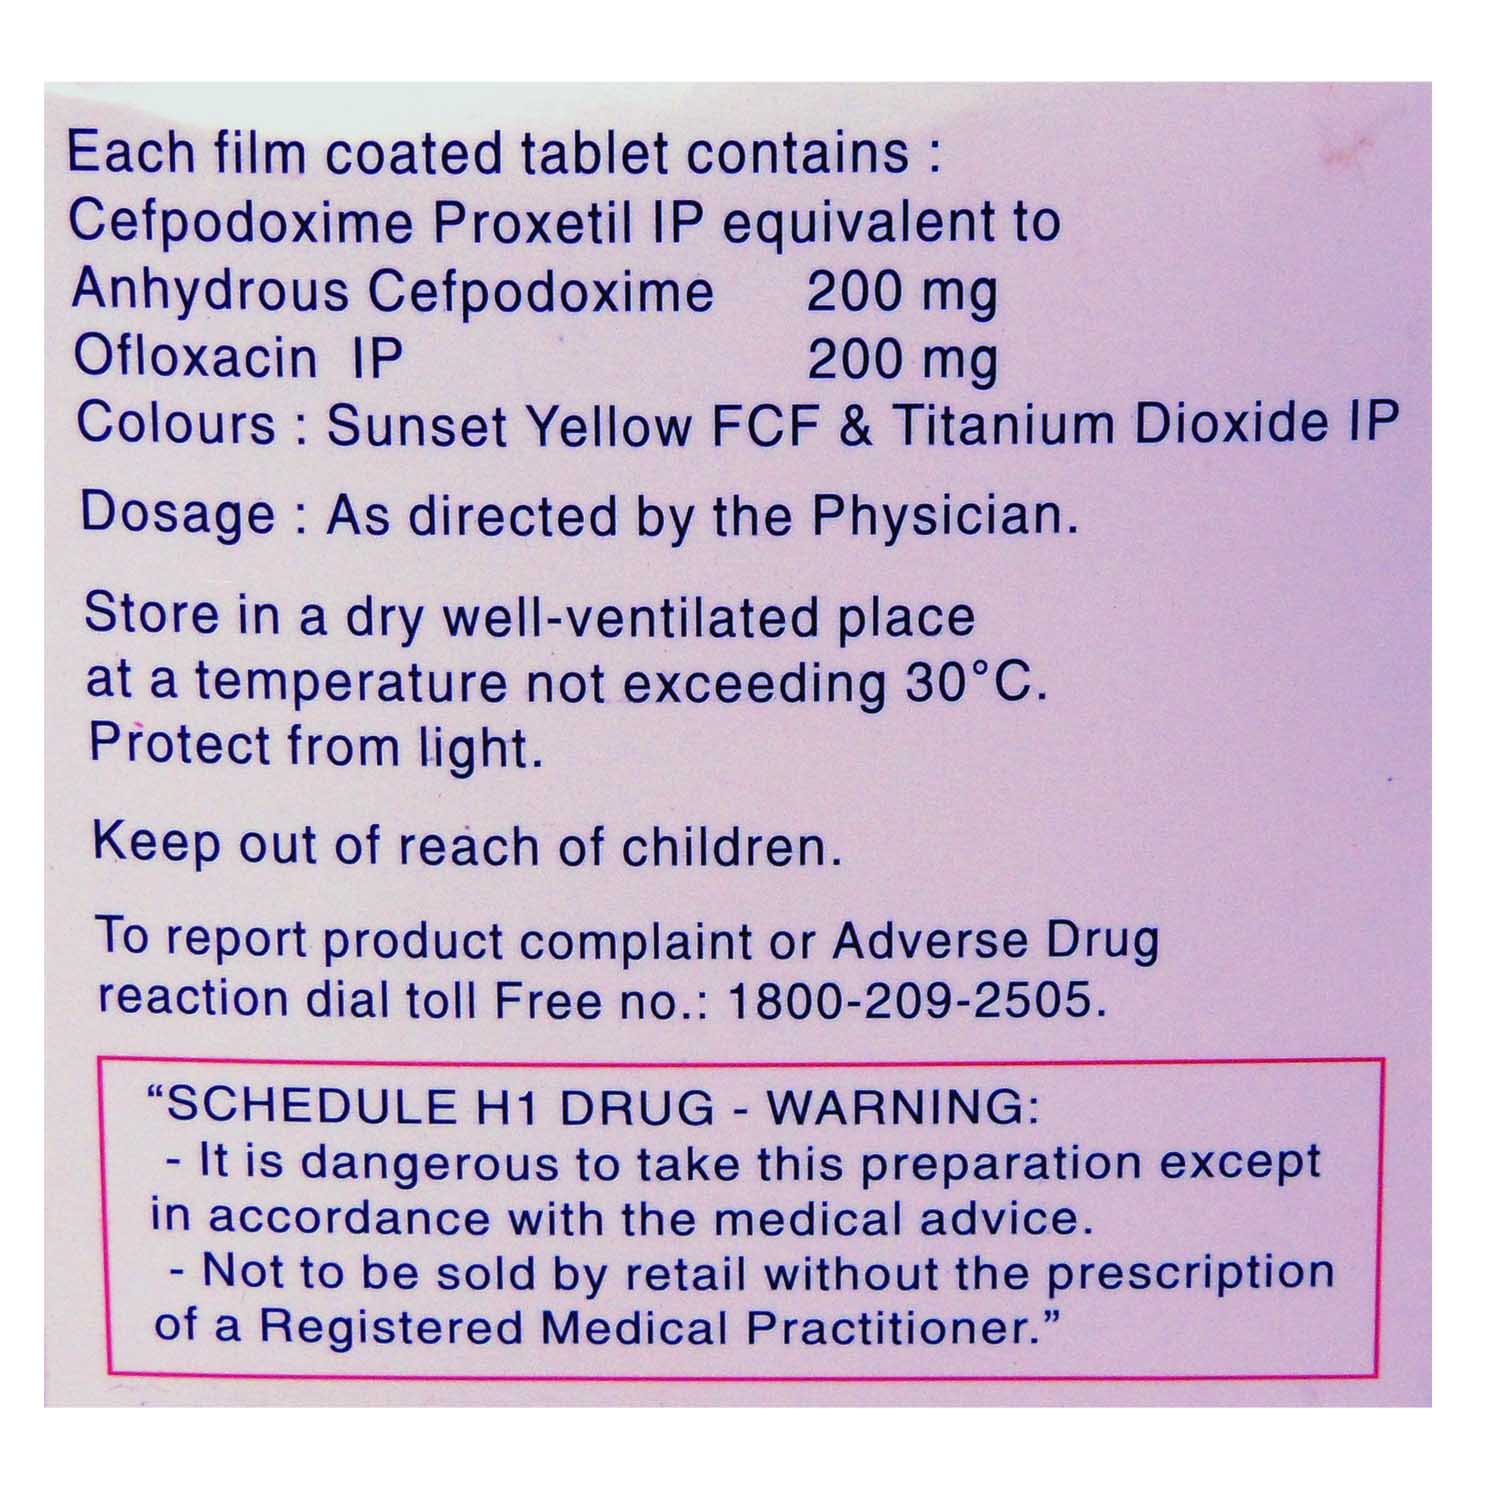 Each film coated tablet contains :
Cefpodoxime Proxetil IP equivalent to
Anhydrous Cefpodoxime 200 mg
Ofloxacin IP 200 mg
Colours : Sunset Yellow FCF & Titanium Dioxide IP
Dosage : As directed by the Physician.
Store in a dry well-ventilated place
at a temperature not exceeding 30°C.
Protect from light.
Keep out of reach of children.
To report product complaint or Adverse Drug
reaction dial toll Free no.: 1800-209-2505.
“SCHEDULE H1 DRUG - WARNING:
- It is dangerous to take this preparation except
in accordance with the medical advice.
- Not to be sold by retail without the prescription
of a Registered Medical Practitioner.”